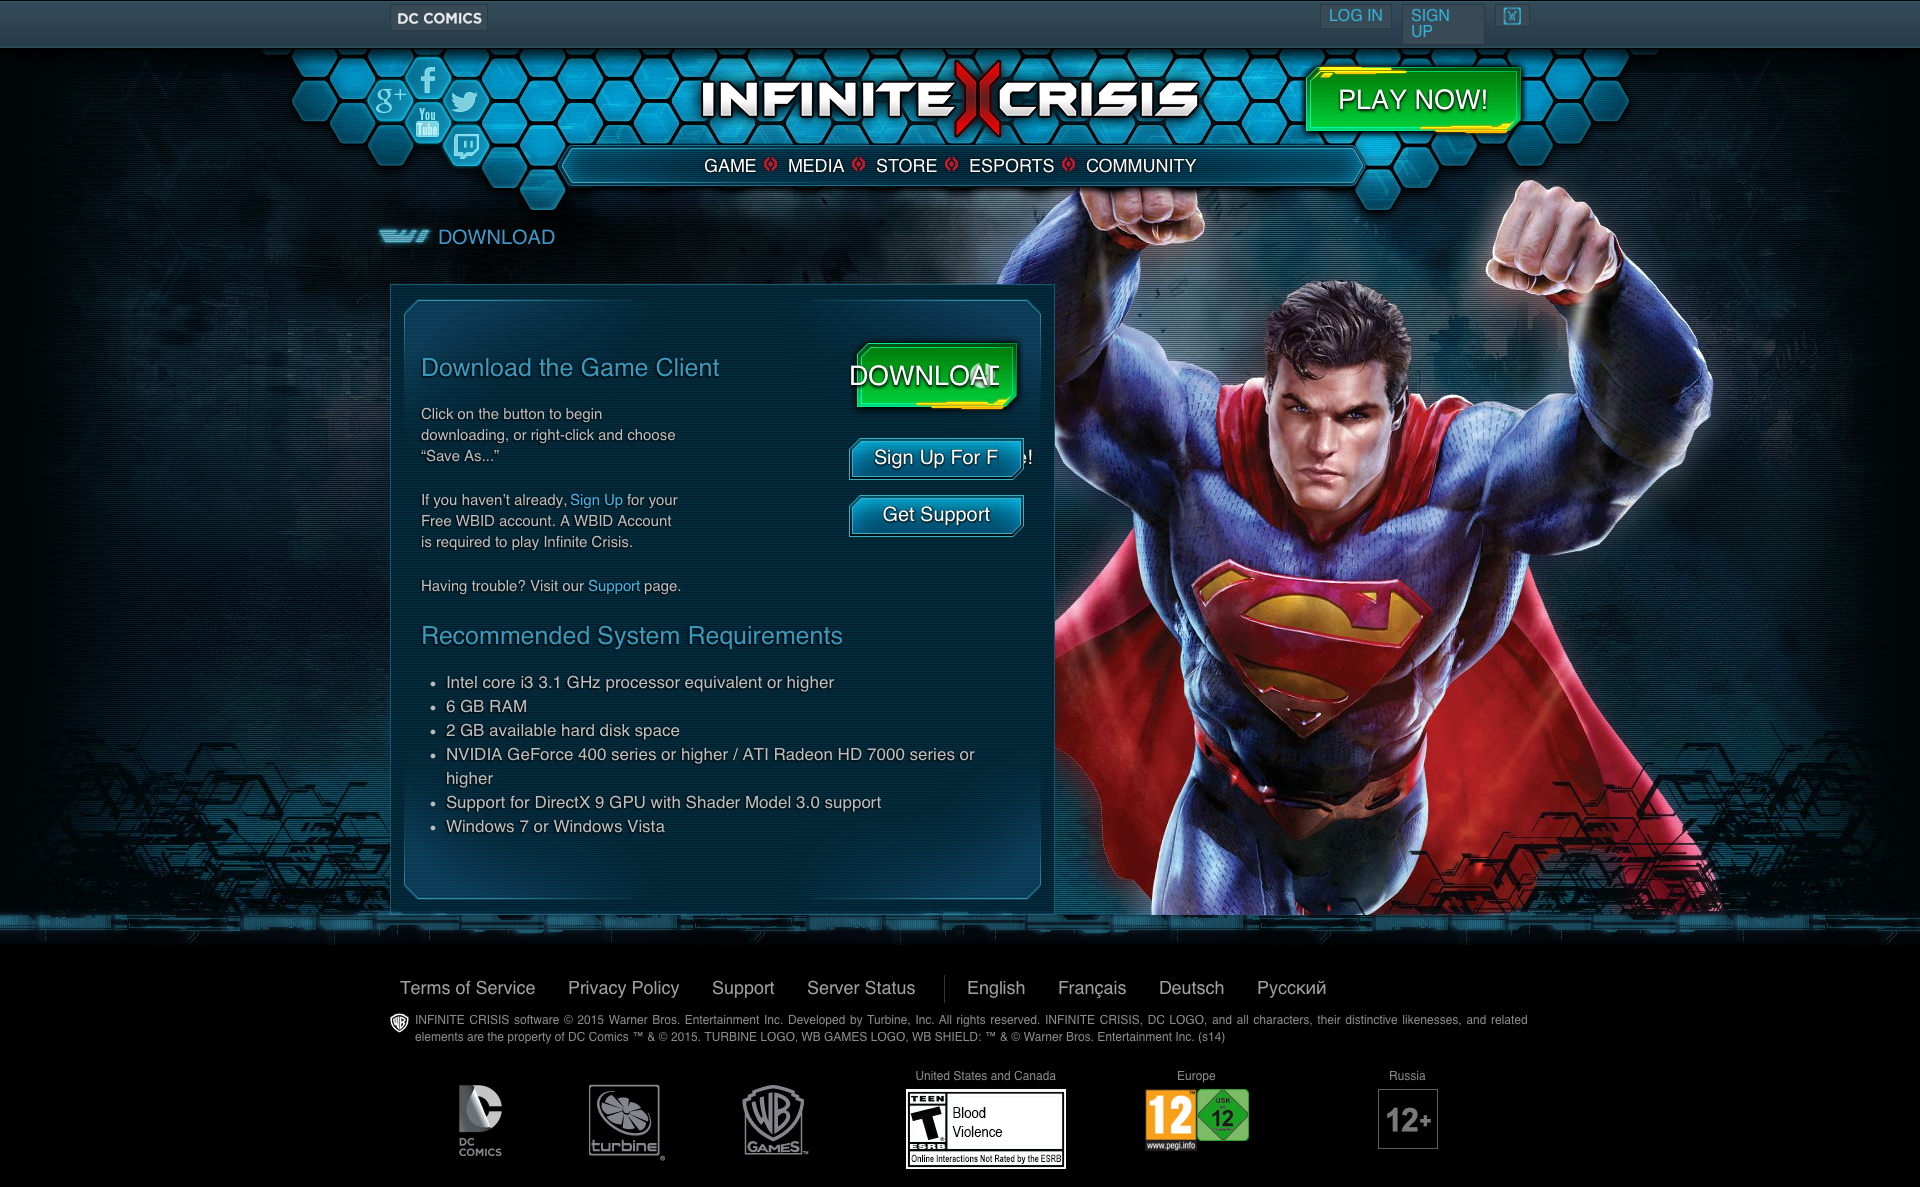 DC COMICS
LOG IN
SIGN
UP
g+
f
You
Tube
INFINITE CRISIS
PLAY NOW!
GAME MEDIA STORE ESPORTS COMMUNITY
DOWNLOAD
Download the Game Client
DOWNLOAD
Click on the button to begin
downloading, or right-click and choose
“Save As...”
Sign Up For F e!
Get Support
If you haven’t already, Sign Up for your
Free WBID account. A WBID Account
is required to play Infinite Crisis.
Having trouble? Visit our Support page.
Recommended System Requirements
Intel core i3 3.1 GHz processor equivalent or higher
6 GB RAM
2 GB available hard disk space
NVIDIA GeForce 400 series or higher / ATI Radeon HD 7000 series or
higher
Support for DirectX 9 GPU with Shader Model 3.0 support
Windows 7 or Windows Vista
Terms of Service Privacy Policy Support Server Status English Français Deutsch Русский
INFINITE CRISIS software © 2015 Warner Bros. Entertainment Inc. Developed by Turbine, Inc. All rights reserved. INFINITE CRISIS, DC LOGO, and all characters, their distinctive likenesses, and related
elements are the property of DC Comics ™ & © 2015. TURBINE LOGO, WB GAMES LOGO, WB SHIELD: ™ & © Warner Bros. Entertainment Inc. (s14)
United States and Canada
Europe
Russia
DC
COMICS
turbine®
WB
GAMES™
TEEN
T
ESRB
Blood
Violence
Online Interactions Not Rated by the ESRB
12
www.pegi.info
USK
12
12+